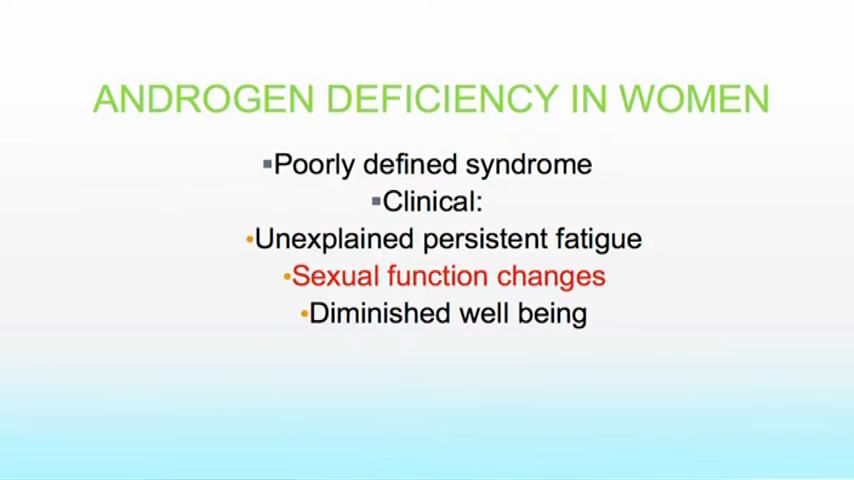 ANDROGEN DEFICIENCY IN WOMEN
▪Poorly defined syndrome
▪Clinical:
•Unexplained persistent fatigue
•Sexual function changes
•Diminished well being